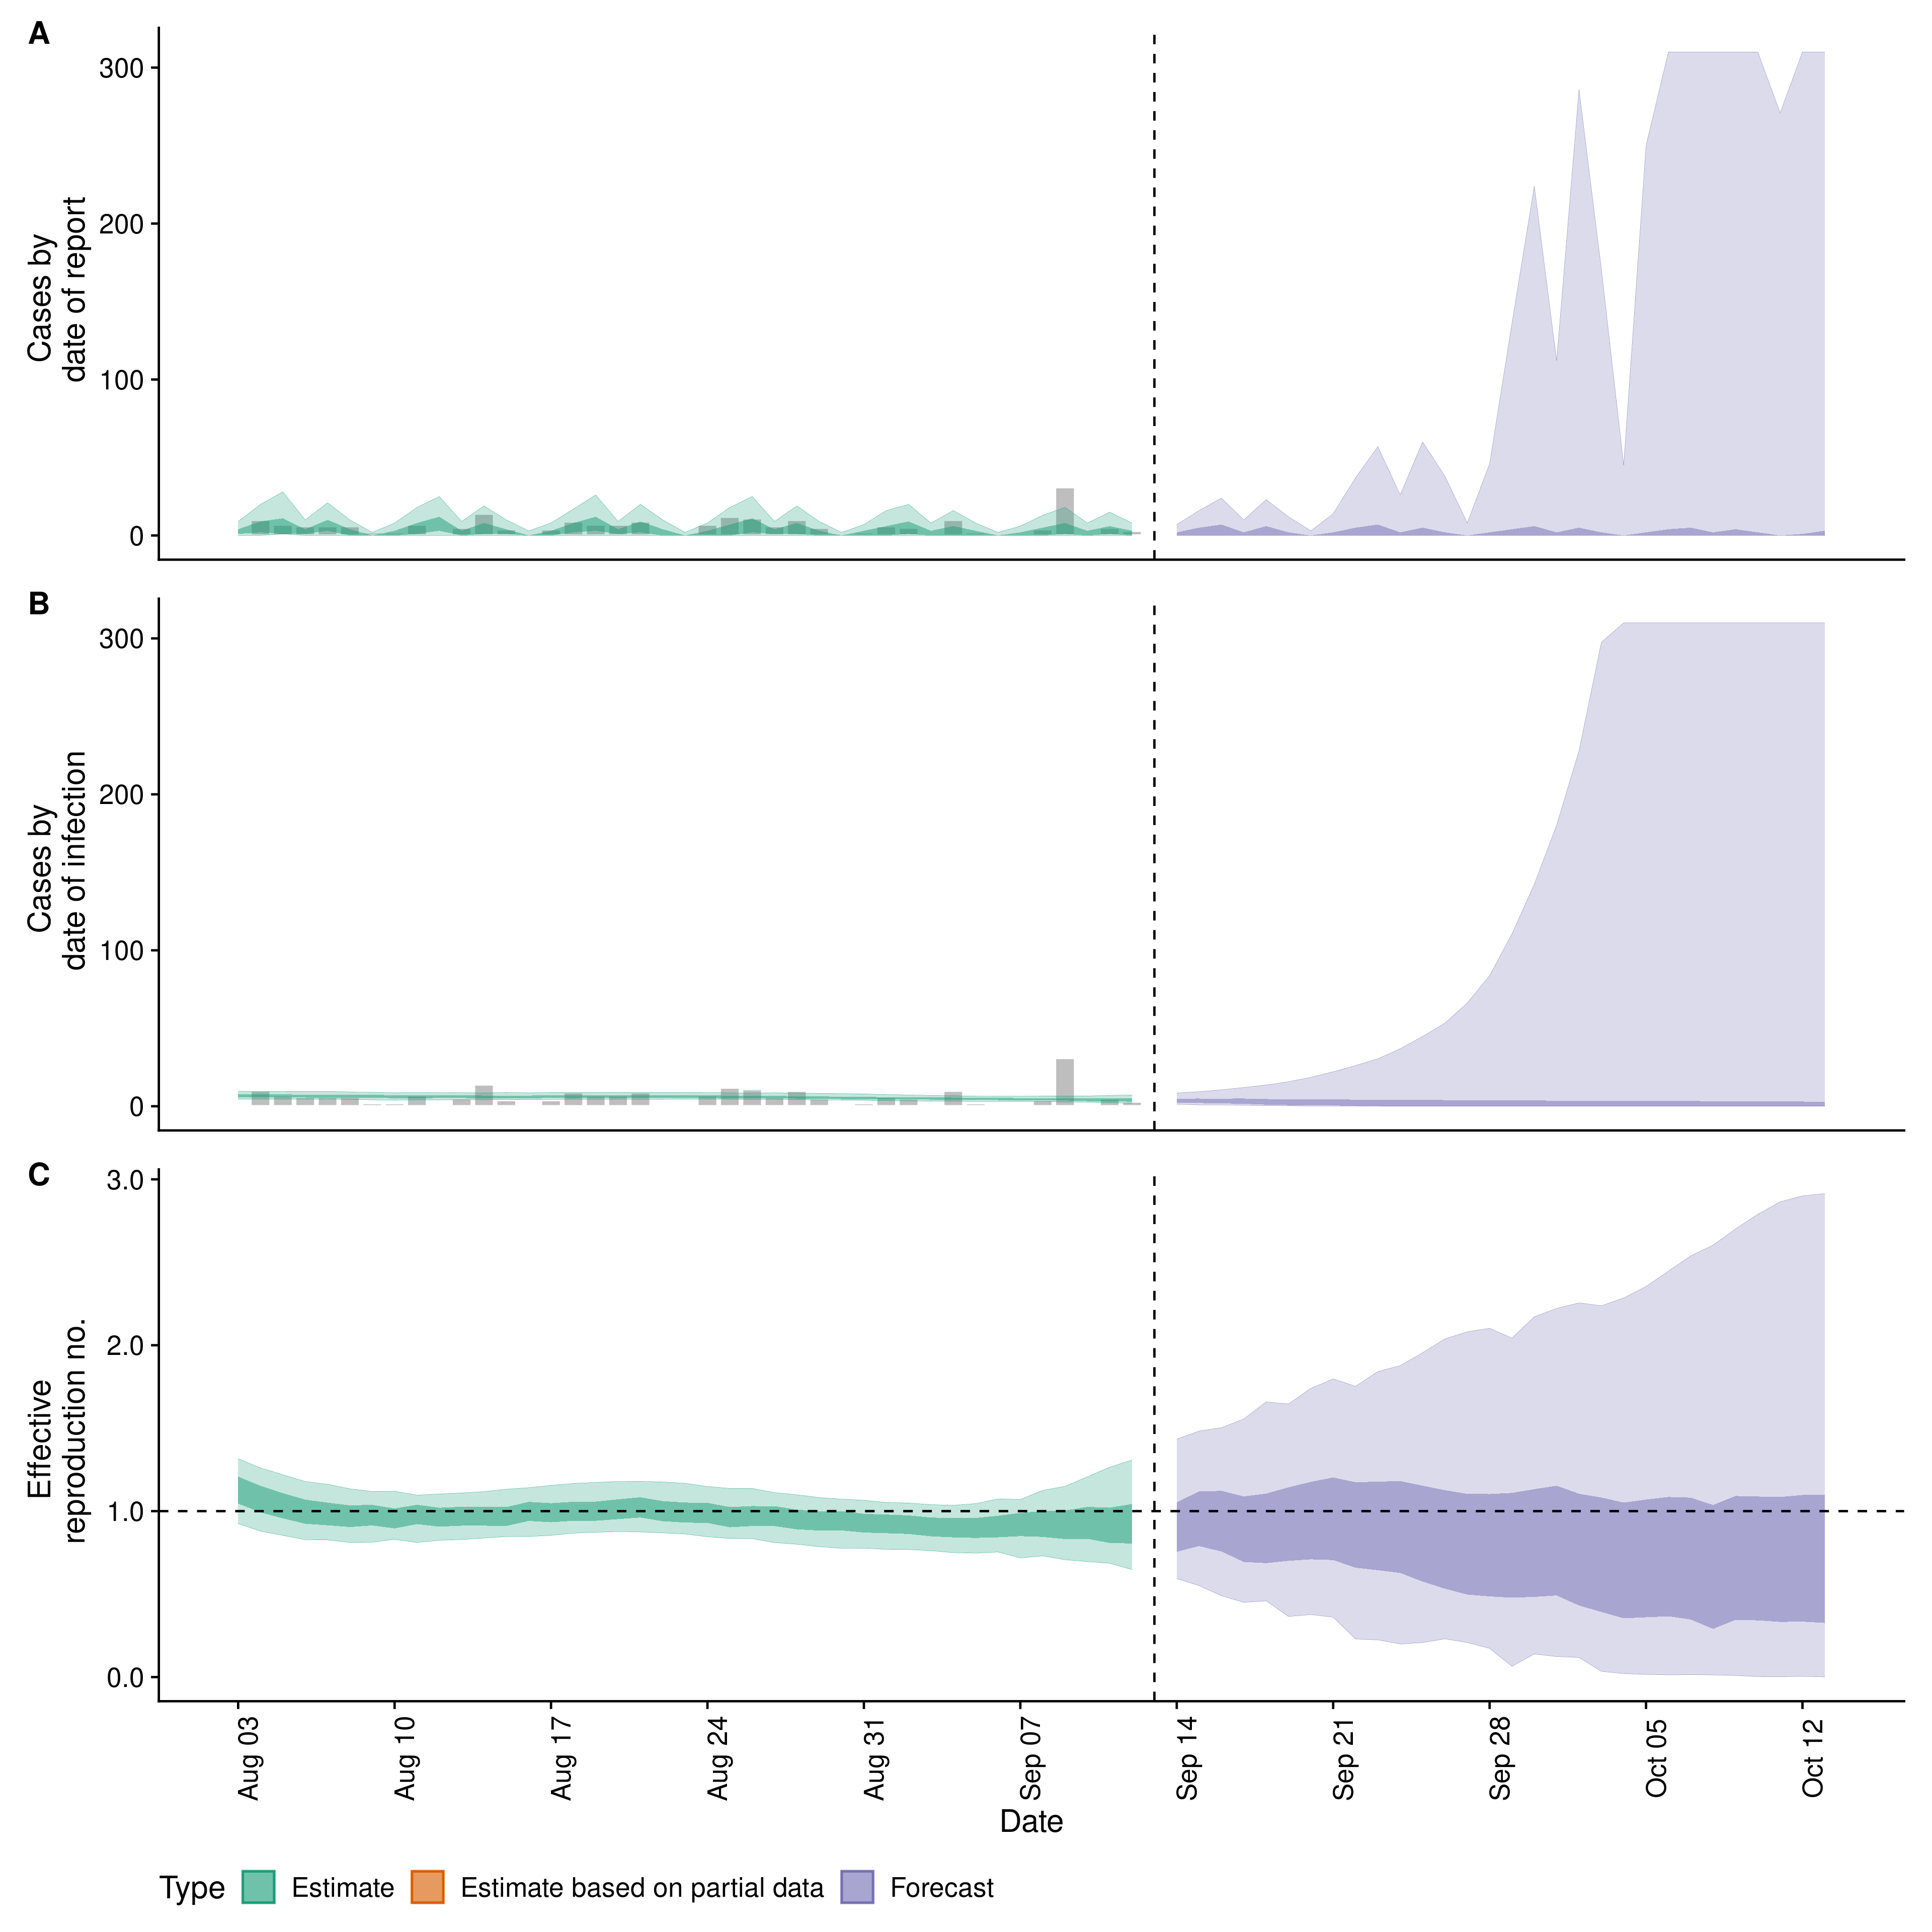 A
Cases by
date of report
300
200
100
0
B
Cases by
date of infection
300
200
100
0
C
Effective
reproduction no.
3.0
2.0
1.0
0.0
Aug 03
Aug 10
Aug 17
Aug 24
Aug 31
Sep 07
Sep 14
Sep 21
Sep 28
Oct 05
Oct 12
Date
Type Estimate Estimate based on partial data Forecast